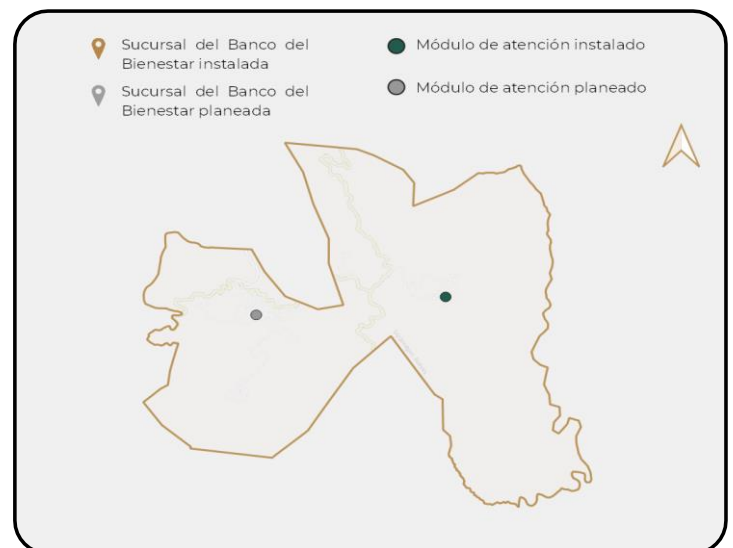 Sucursal del Banco del
Bienestar instalada
Sucursal del Banco del
Bienestar planeada
Módulo de atención instalado
Módulo de atención planeado